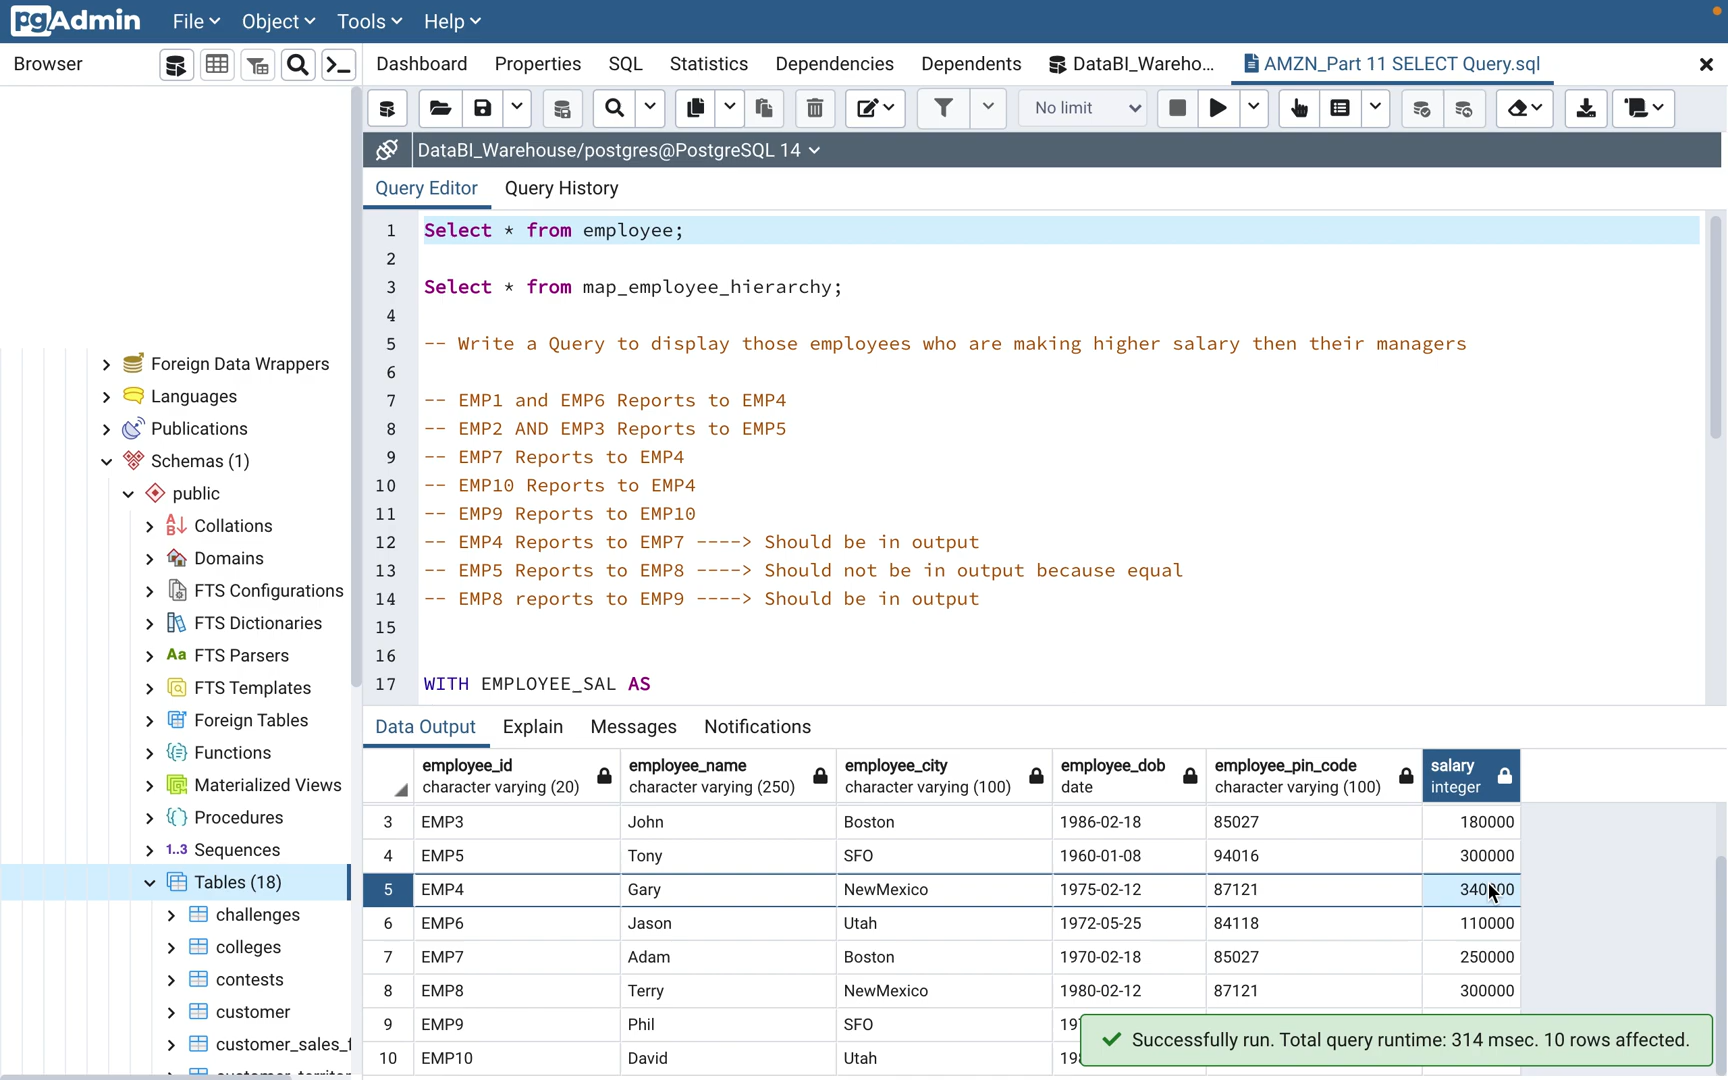 pgAdmin File Object Tools Help
Browser
Dashboard Properties SQL Statistics Dependencies Dependents DataBI_Wareho... AMZN_Part 11 SELECT Query.sql
No limit
DataBI_Warehouse/postgres@PostgreSQL 14
Query Editor Query History
1 Select * from employee;
2
3 Select * from map_employee_hierarchy;
4
5 -- Write a Query to display those employees who are making higher salary then their managers
6
7 -- EMP1 and EMP6 Reports to EMP4
8 -- EMP2 AND EMP3 Reports to EMP5
9 -- EMP7 Reports to EMP4
10 -- EMP10 Reports to EMP4
11 -- EMP9 Reports to EMP10
12 -- EMP4 Reports to EMP7 ----> Should be in output
13 -- EMP5 Reports to EMP8 ----> Should not be in output because equal
14 -- EMP8 reports to EMP9 ----> Should be in output
15
16
17 WITH EMPLOYEE_SAL AS
Foreign Data Wrappers
Languages
Publications
Schemas (1)
public
Collations
Domains
FTS Configurations
FTS Dictionaries
FTS Parsers
FTS Templates
Foreign Tables
Functions
Materialized Views
Procedures
1..3 Sequences
Tables (18)
challenges
colleges
contests
customer
customer_sales_f
Data Output Explain Messages Notifications
employee_id employee_name employee_city employee_dob employee_pin_code salary
character varying (20) character varying (250) character varying (100) date character varying (100) integer
3 EMP3 John Boston 1986-02-18 85027 180000
4 EMP5 Tony SFO 1960-01-08 94016 300000
5 EMP4 Gary NewMexico 1975-02-12 87121 340000
6 EMP6 Jason Utah 1972-05-25 84118 110000
7 EMP7 Adam Boston 1970-02-18 85027 250000
8 EMP8 Terry NewMexico 1980-02-12 87121 300000
9 EMP9 Phil SFO
10 EMP10 David Utah
Successfully run. Total query runtime: 314 msec. 10 rows affected.